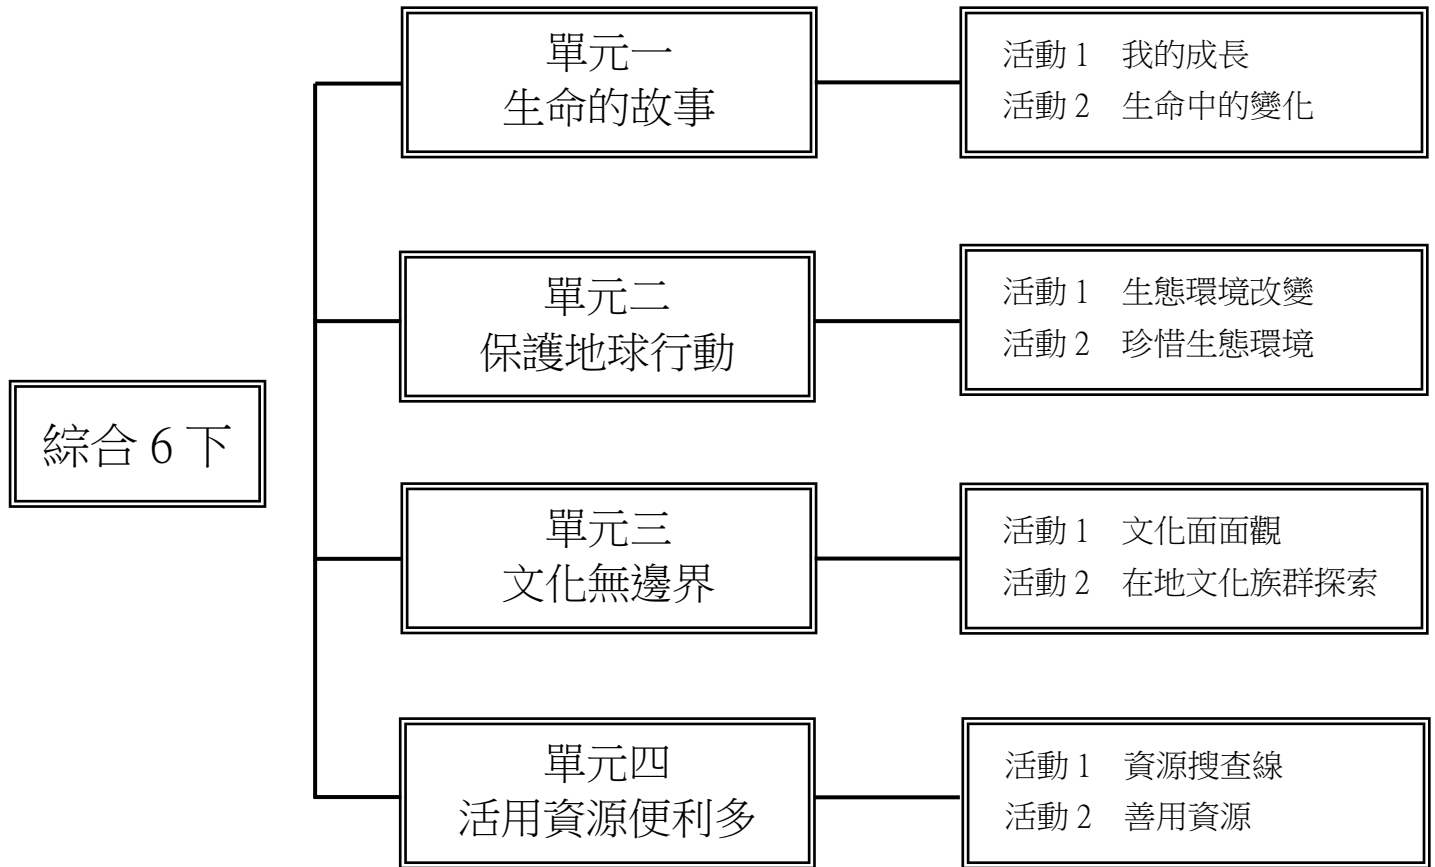 綜合 6 下
單元一
生命的故事
活動 1　我的成長
活動 2　生命中的變化
單元二
保護地球行動
活動 1　生態環境改變
活動 2　珍惜生態環境
單元三
文化無邊界
活動 1　文化面面觀
活動 2　在地文化族群探索
單元四
活用資源便利多
活動 1　資源搜查線
活動 2　善用資源